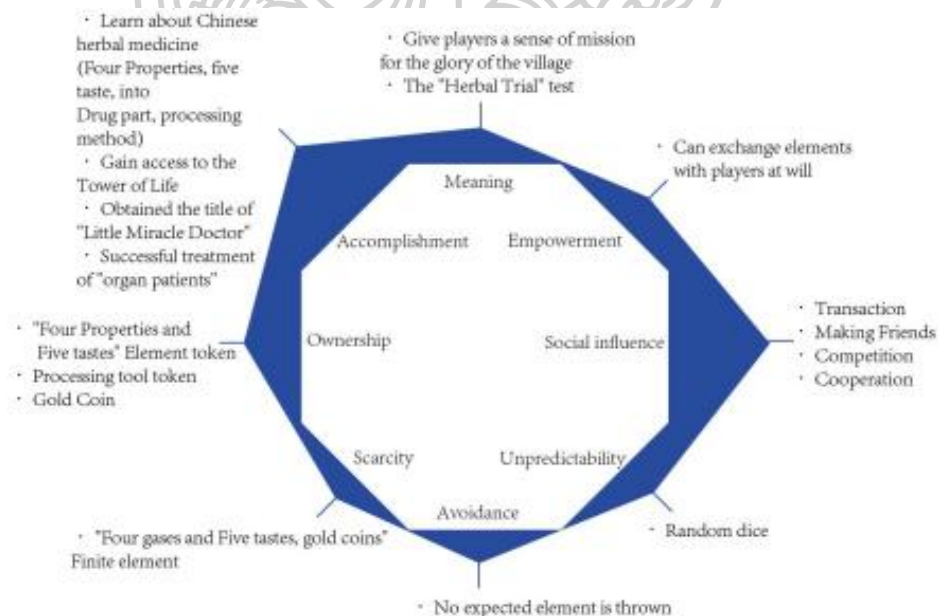 · Learn about Chinese
herbal medicine
(Four Properties, five
taste, into
Drug part, processing
method)
· Gain access to the
Tower of Life
· Obtained the title of
"Little Miracle Doctor"
· Successful treatment
of "organ patients"
· Give players a sense of mission
for the glory of the village
· The "Herbal Trial" test
· Can exchange elements
with players at will
Meaning
Accomplishment
Empowerment
· "Four Properties and
Five tastes" Element token
· Processing tool token
· Gold Coin
Ownership
Social influence
· Transaction
· Making Friends
· Competition
· Cooperation
Scarcity
Unpredictability
Avoidance
· "Four gases and Five tastes, gold coins"
Finite element
· Random dice
· No expected element is thrown